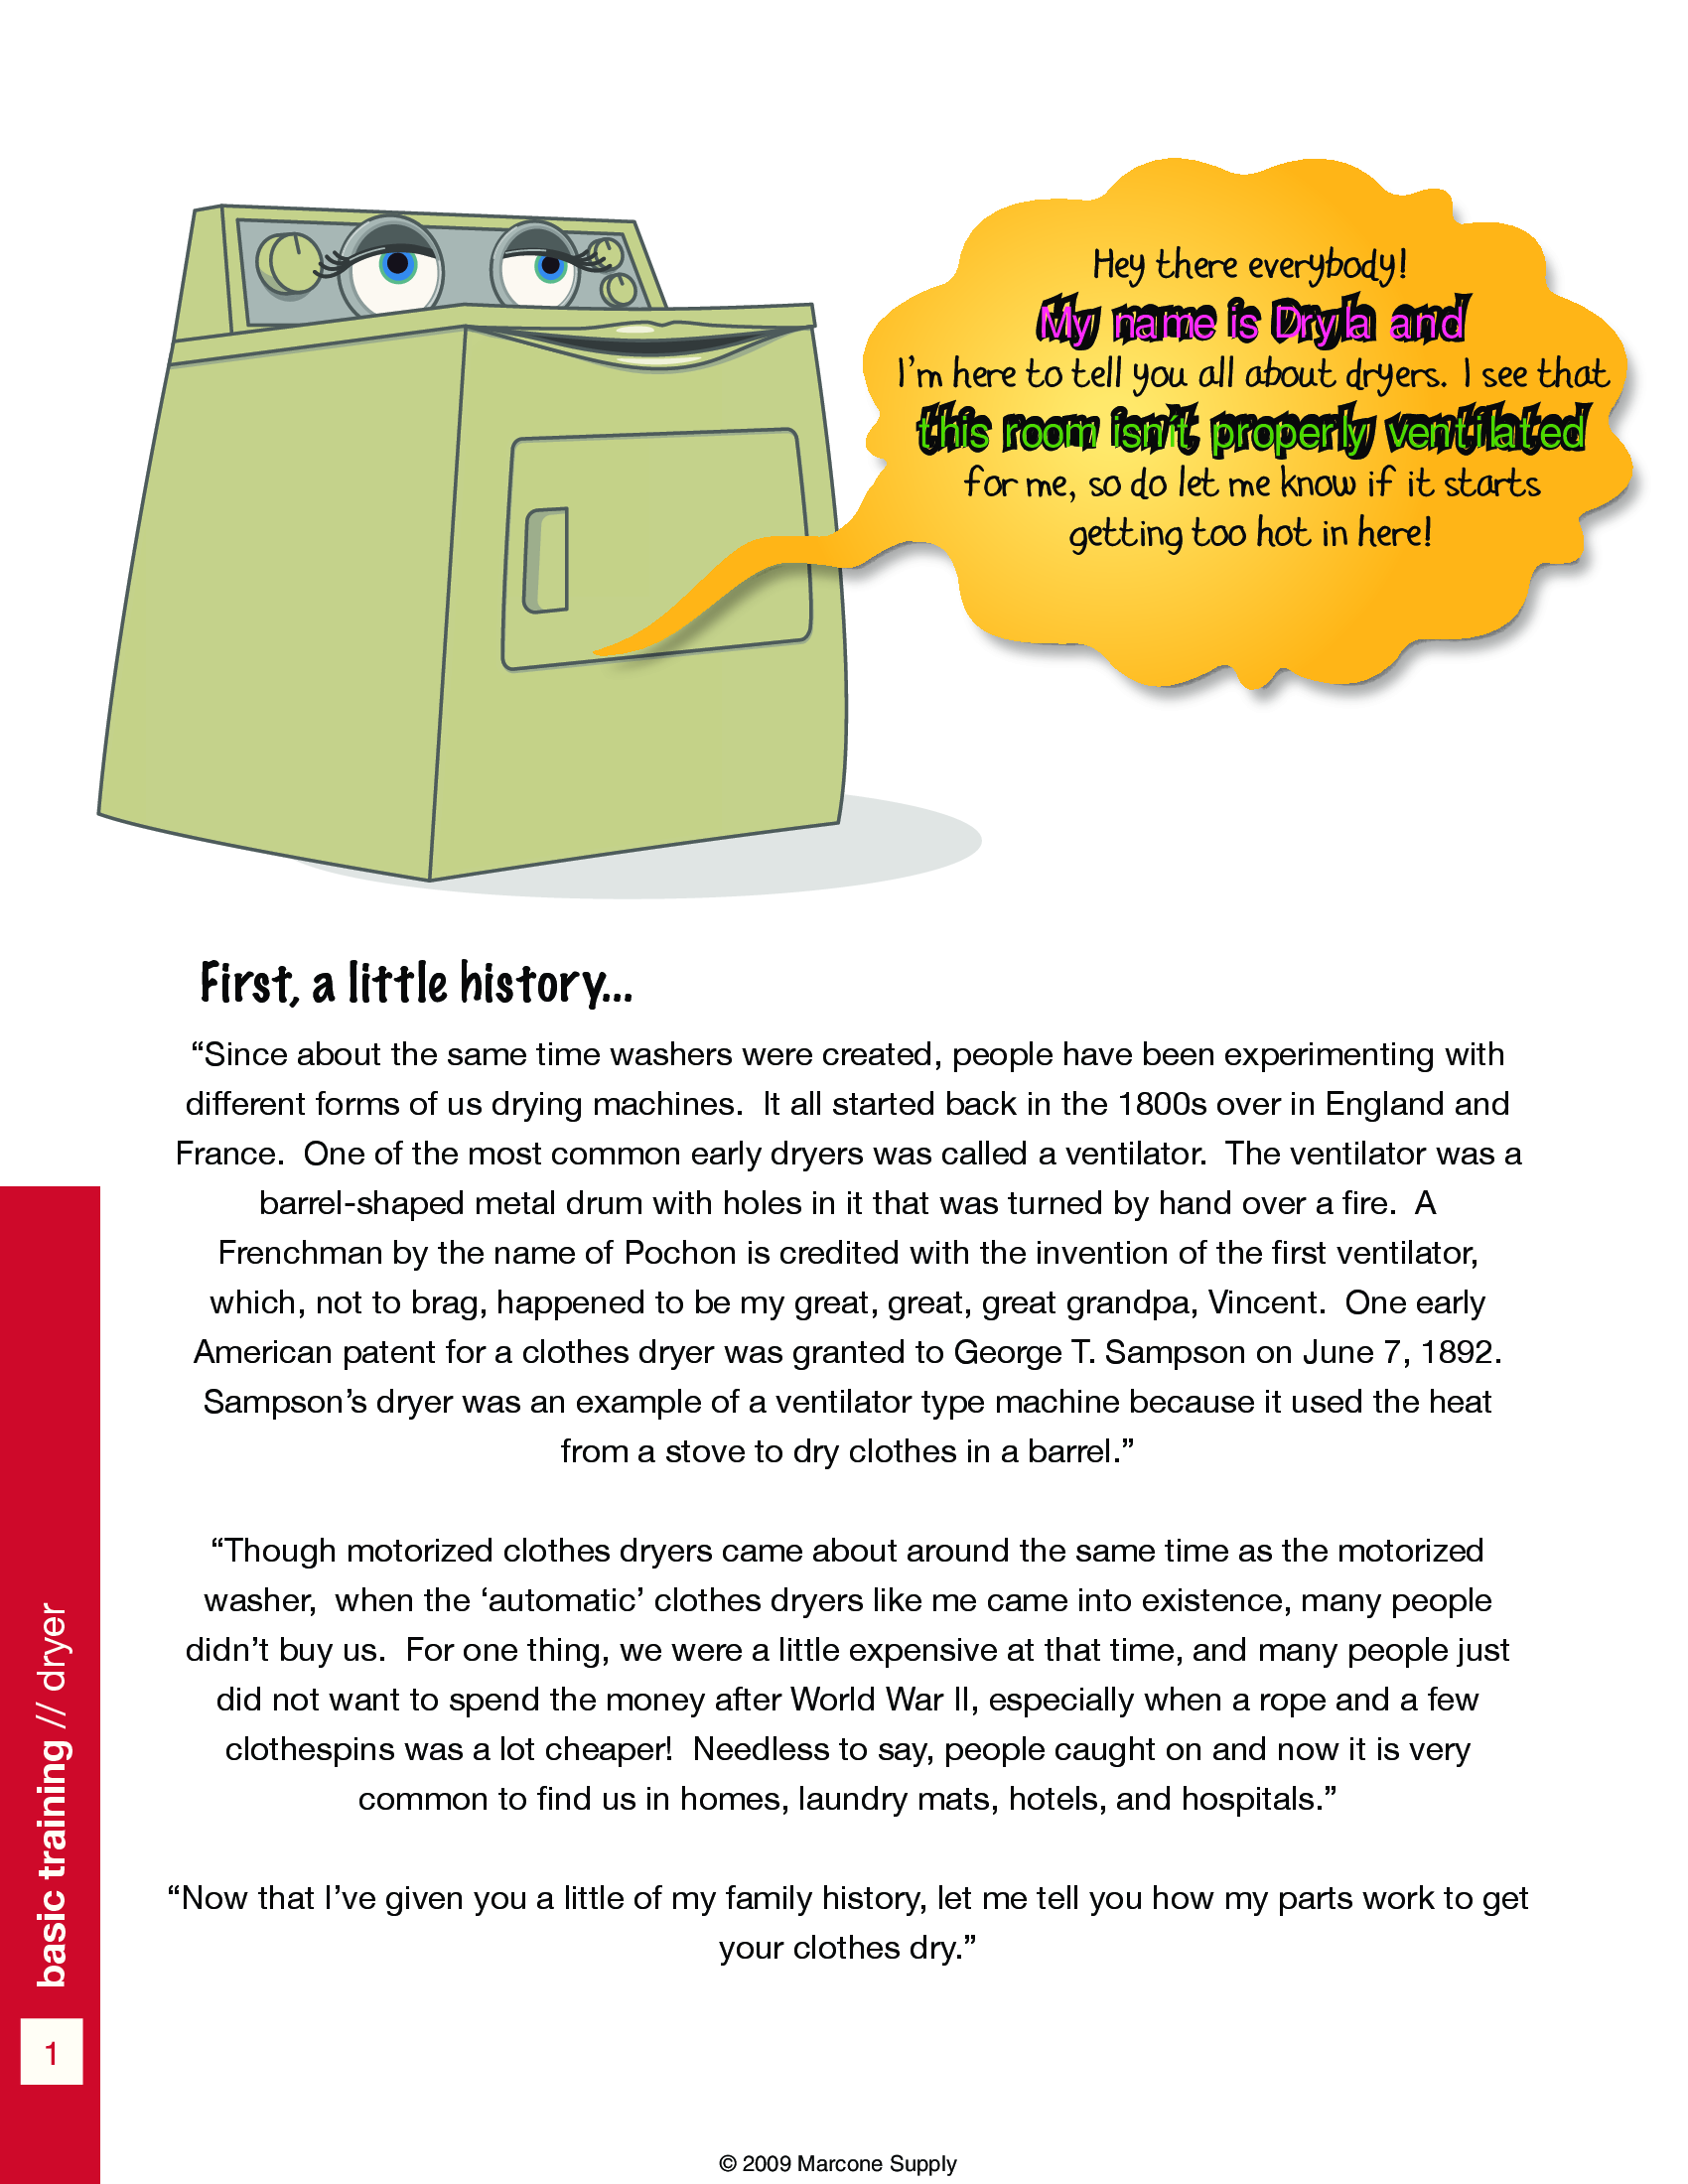 Hey there everybody!
My name is Dryla and
I'm here to tell you all about dryers. I see that
this room isn't properly ventilated
for me, so do let me know if it starts
getting too hot in here!
First, a little history...
“Since about the same time washers were created, people have been experimenting with
different forms of us drying machines.  It all started back in the 1800s over in England and
France.  One of the most common early dryers was called a ventilator.  The ventilator was a
barrel-shaped metal drum with holes in it that was turned by hand over a fire.  A
Frenchman by the name of Pochon is credited with the invention of the first ventilator,
which, not to brag, happened to be my great, great, great grandpa, Vincent.  One early
American patent for a clothes dryer was granted to George T. Sampson on June 7, 1892.
Sampson’s dryer was an example of a ventilator type machine because it used the heat
from a stove to dry clothes in a barrel.”
“Though motorized clothes dryers came about around the same time as the motorized
washer,  when the ‘automatic’ clothes dryers like me came into existence, many people
didn’t buy us.  For one thing, we were a little expensive at that time, and many people just
did not want to spend the money after World War II, especially when a rope and a few
clothespins was a lot cheaper!  Needless to say, people caught on and now it is very
common to find us in homes, laundry mats, hotels, and hospitals.”
“Now that I’ve given you a little of my family history, let me tell you how my parts work to get
your clothes dry.”
basic training // dryer
1
© 2009 Marcone Supply